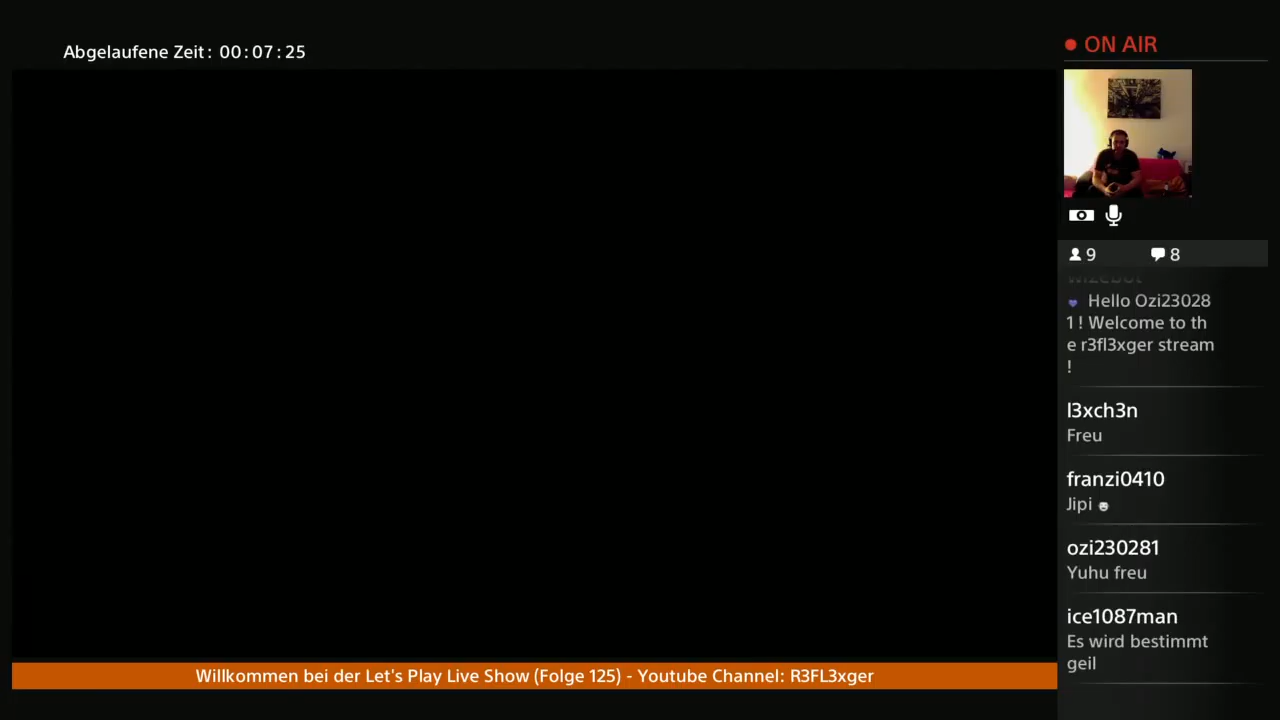 Abgelaufene Zeit: 00:07:25
ON AIR
9
8
wizebot
Hello Ozi23028
1! Welcome to th
e r3fl3xger stream
!
l3xch3n
Freu
franzi0410
Jipi
ozi230281
Yuhu freu
ice1087man
Es wird bestimmt
geil
Willkommen bei der Let's Play Live Show (Folge 125) - Youtube Channel: R3FL3xger